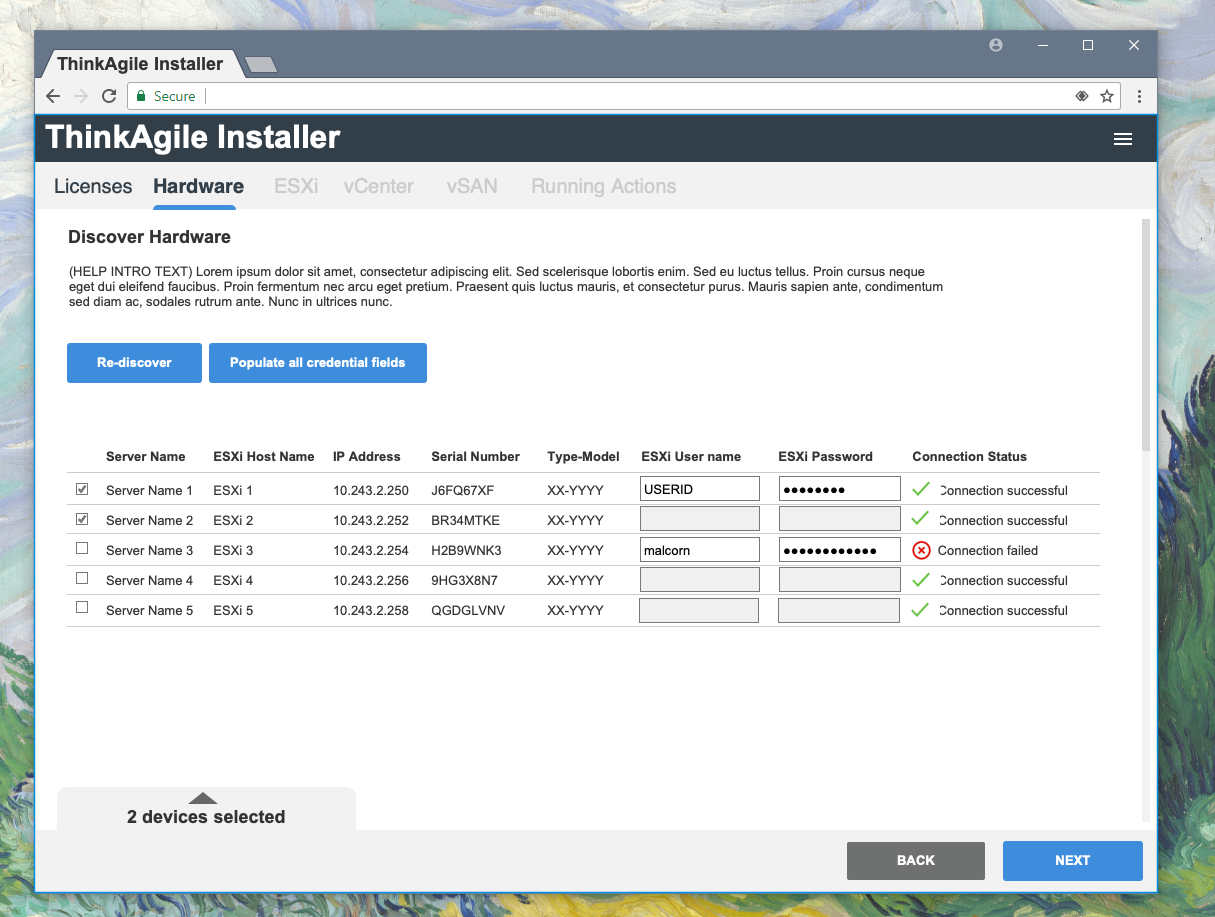 ThinkAgile Installer
Secure
ThinkAgile Installer
Licenses Hardware ESXi vCenter vSAN Running Actions
Discover Hardware
(HELP INTRO TEXT) Lorem ipsum dolor sit amet, consectetur adipiscing elit. Sed scelerisque lobortis enim. Sed eu luctus tellus. Proin cursus neque
eget dui eleifend faucibus. Proin fermentum nec arcu eget pretium. Praesent quis luctus mauris, et consectetur purus. Mauris sapien ante, condimentum
sed diam ac, sodales rutrum ante. Nunc in ultrices nunc.
Re-discover Populate all credential fields
Server Name ESXi Host Name IP Address Serial Number Type-Model ESXi User name ESXi Password Connection Status
Server Name 1 ESXi 1 10.243.2.250 J6FQ67XF XX-YYYY USERID ●●●●●●●● Connection successful
Server Name 2 ESXi 2 10.243.2.252 BR34MTKE XX-YYYY Connection successful
Server Name 3 ESXi 3 10.243.2.254 H2B9WNK3 XX-YYYY malcorn ●●●●●●●●●●●● Connection failed
Server Name 4 ESXi 4 10.243.2.256 9HG3X8N7 XX-YYYY Connection successful
Server Name 5 ESXi 5 10.243.2.258 QGDGLVNV XX-YYYY Connection successful
2 devices selected
BACK NEXT